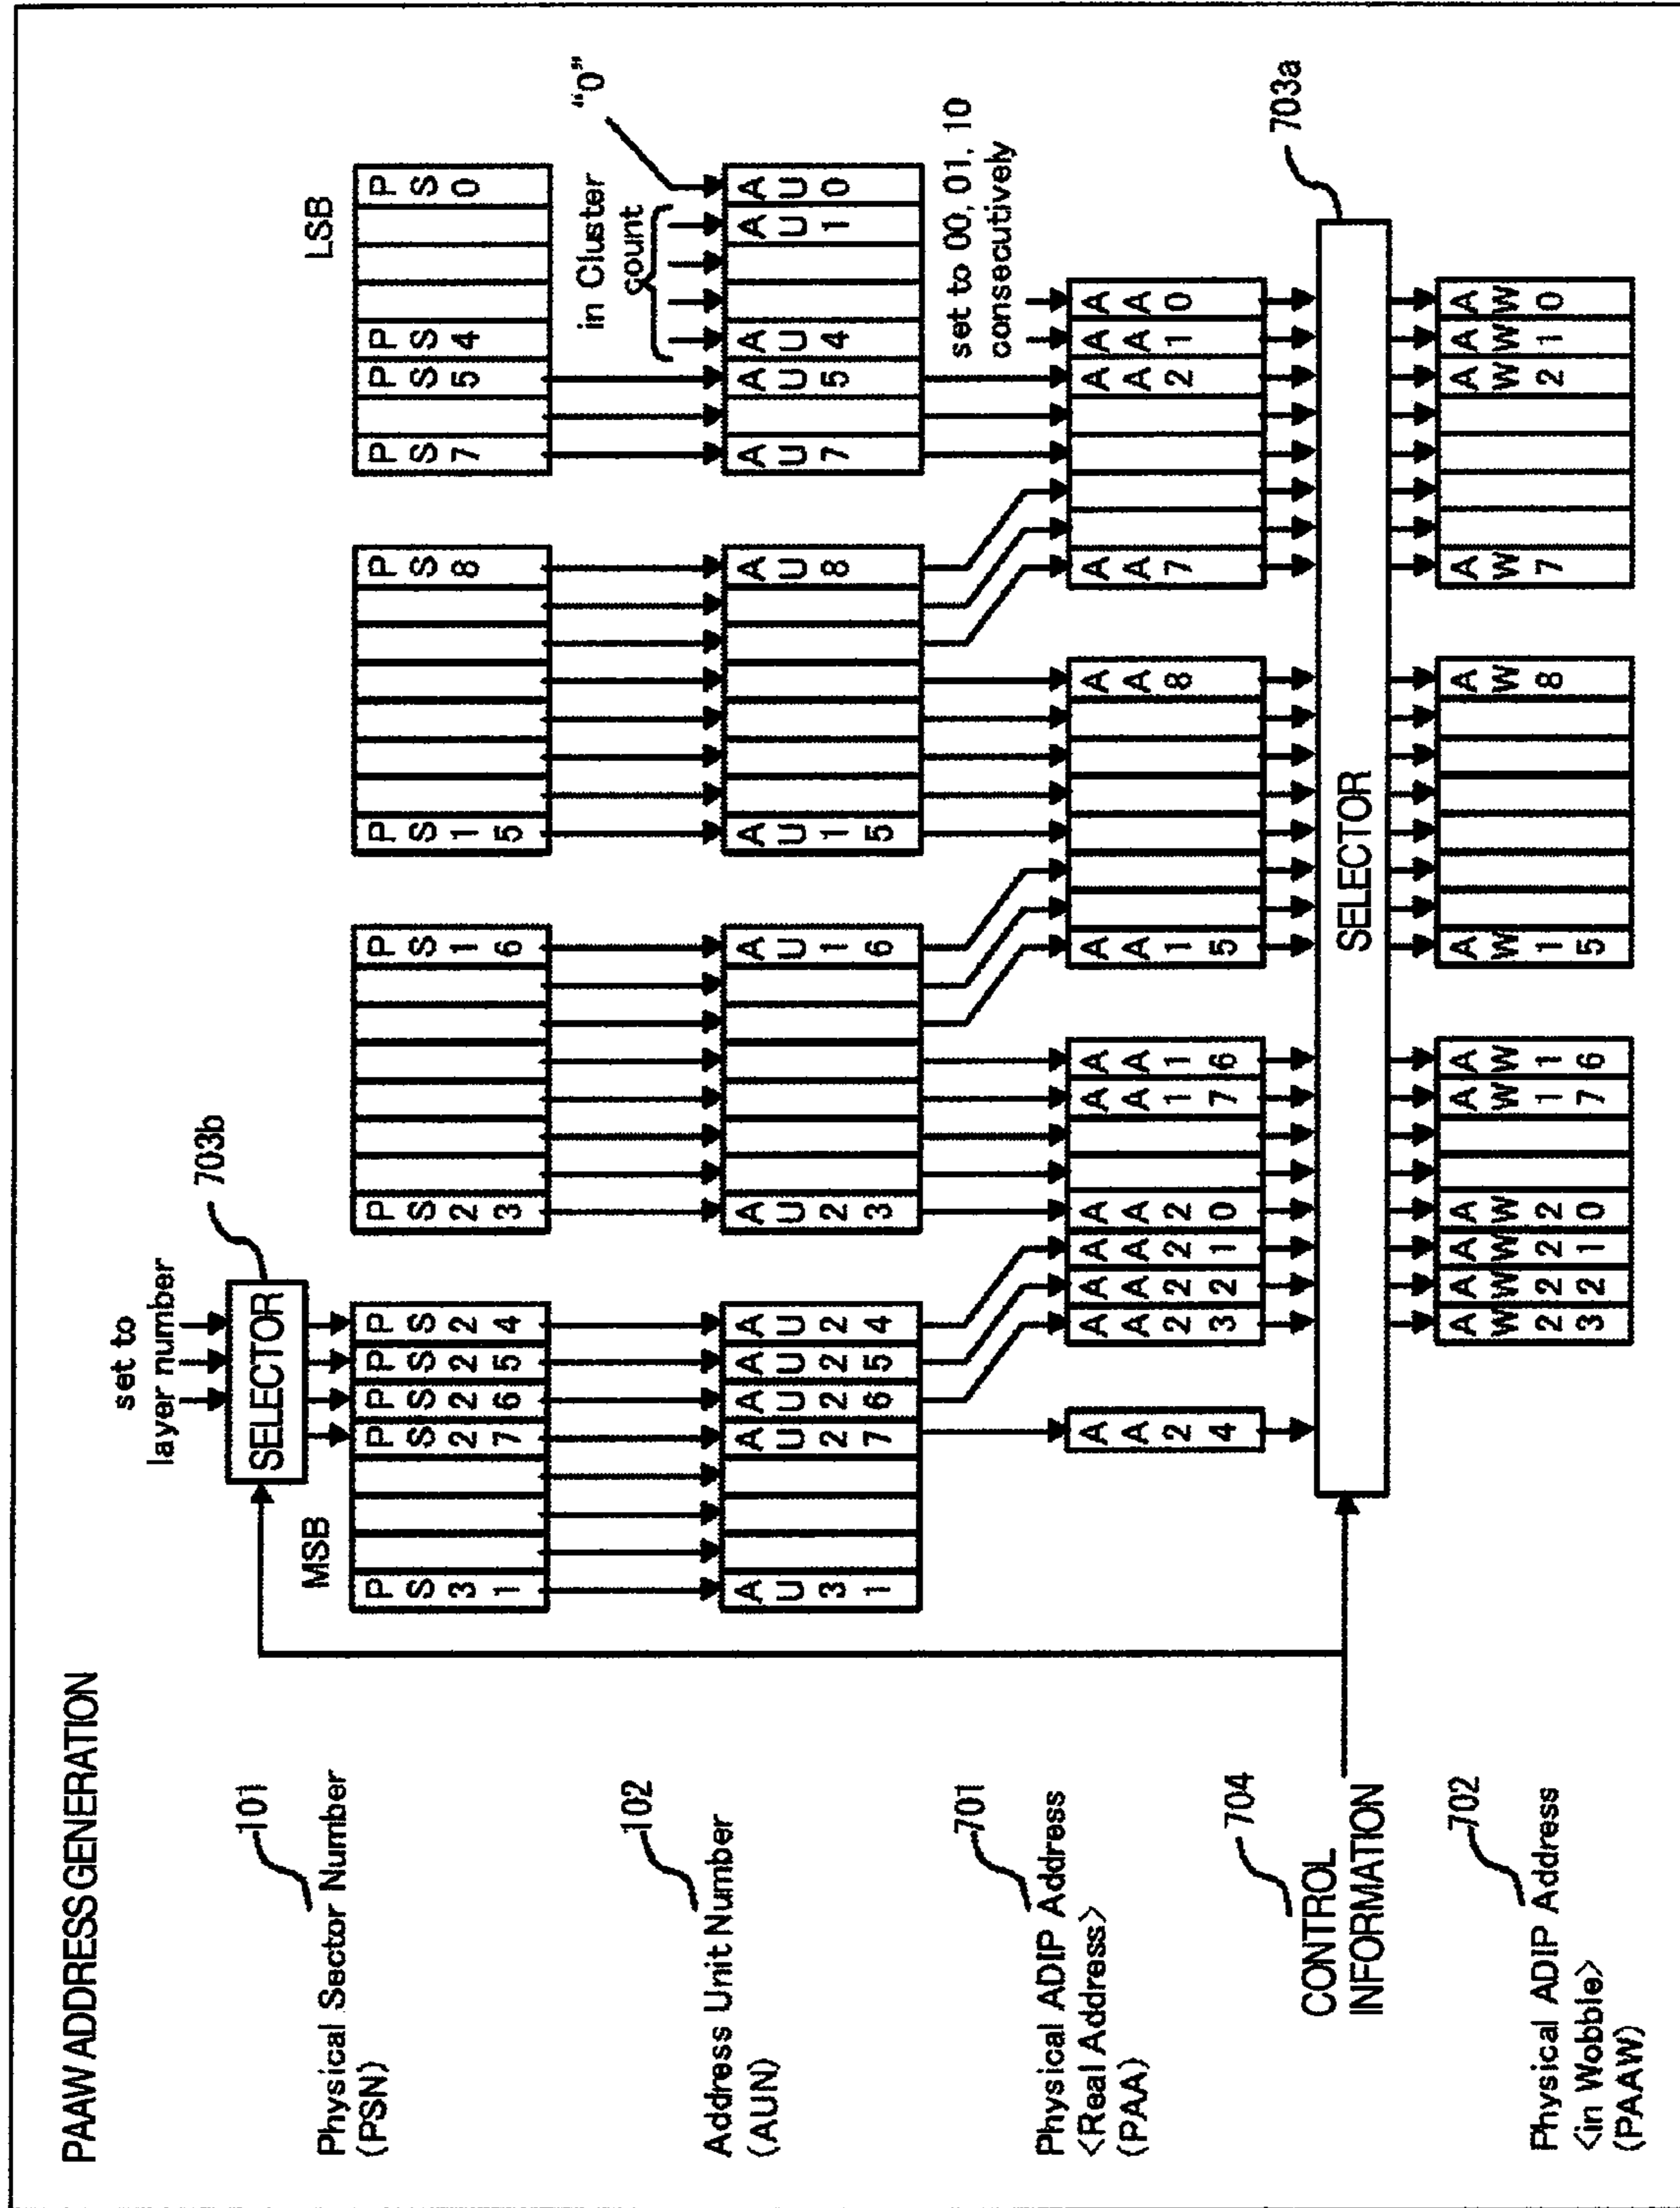 PAAW ADDRESS GENERATION
set to
layer number
703b
SELECTOR
MSB
LSB
101
Physical Sector Number
(PSN)
PS31 PS27 PS26 PS25 PS24 PS23 PS16 PS15 PS8 PS7 PS5 PS4 PS0
in Cluster
count
"0"
102
Address Unit Number
(AUN)
AU31 AU27 AU26 AU25 AU24 AU23 AU16 AU15 AU8 AU7 AU5 AU4 AU1 AU0
set to 00, 01, 10
consecutively
701
Physical ADIP Address
<Real Address>
(PAA)
AA24 AA23 AA22 AA21 AA20 AA17 AA16 AA15 AA8 AA7 AA2 AA1 AA0
703a
704
CONTROL
INFORMATION
SELECTOR
702
Physical ADIP Address
<in Wobble>
(PAAW)
AW23 AW22 AW21 AW20 AW17 AW16 AW15 AW8 AW7 AW2 AW1 AW0